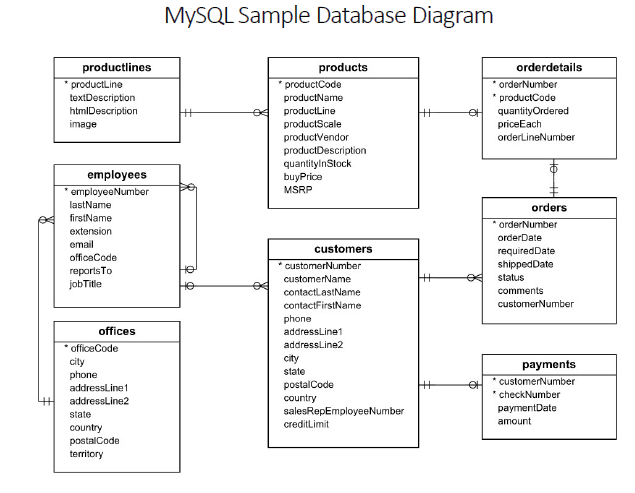 MySQL Sample Database Diagram
productlines
* productLine
textDescription
htmlDescription
image
products
* productCode
productName
productLine
productScale
productVendor
productDescription
quantityInStock
buyPrice
MSRP
orderdetails
* orderNumber
* productCode
quantityOrdered
priceEach
orderLineNumber
employees
* employeeNumber
lastName
firstName
extension
email
officeCode
reportsTo
jobTitle
customers
* customerNumber
customerName
contactLastName
contactFirstName
phone
addressLine1
addressLine2
city
state
postalCode
country
salesRepEmployeeNumber
creditLimit
orders
* orderNumber
orderDate
requiredDate
shippedDate
status
comments
customerNumber
offices
* officeCode
city
phone
addressLine1
addressLine2
state
country
postalCode
territory
payments
* customerNumber
* checkNumber
paymentDate
amount